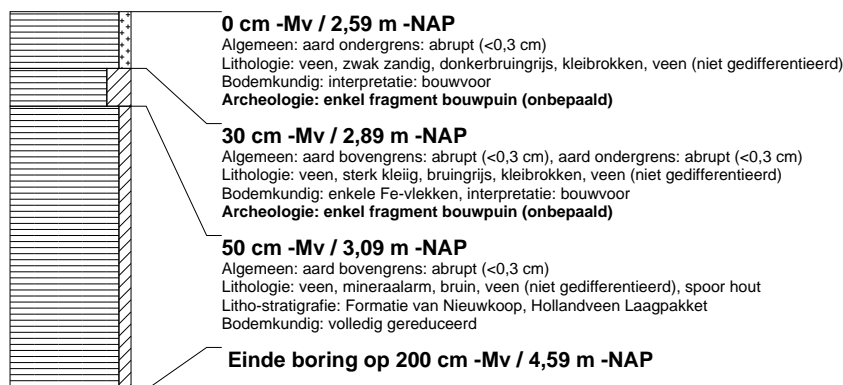 0 cm -Mv / 2,59 m -NAP
Algemeen: aard ondergrens: abrupt (<0,3 cm)
Lithologie: veen, zwak zandig, donkerbruingrijs, kleibrokken, veen (niet gedifferentieerd)
Bodemkundig: interpretatie: bouwvoor
Archeologie: enkel fragment bouwpuin (onbepaald)
30 cm -Mv / 2,89 m -NAP
Algemeen: aard bovengrens: abrupt (<0,3 cm), aard ondergrens: abrupt (<0,3 cm)
Lithologie: veen, sterk kleiig, bruingrijs, kleibrokken, veen (niet gedifferentieerd)
Bodemkundig: enkele Fe-vlekken, interpretatie: bouwvoor
Archeologie: enkel fragment bouwpuin (onbepaald)
50 cm -Mv / 3,09 m -NAP
Algemeen: aard bovengrens: abrupt (<0,3 cm)
Lithologie: veen, mineraalarm, bruin, veen (niet gedifferentieerd), spoor hout
Litho-stratigrafie: Formatie van Nieuwkoop, Hollandveen Laagpakket
Bodemkundig: volledig gereduceerd
Einde boring op 200 cm -Mv / 4,59 m -NAP